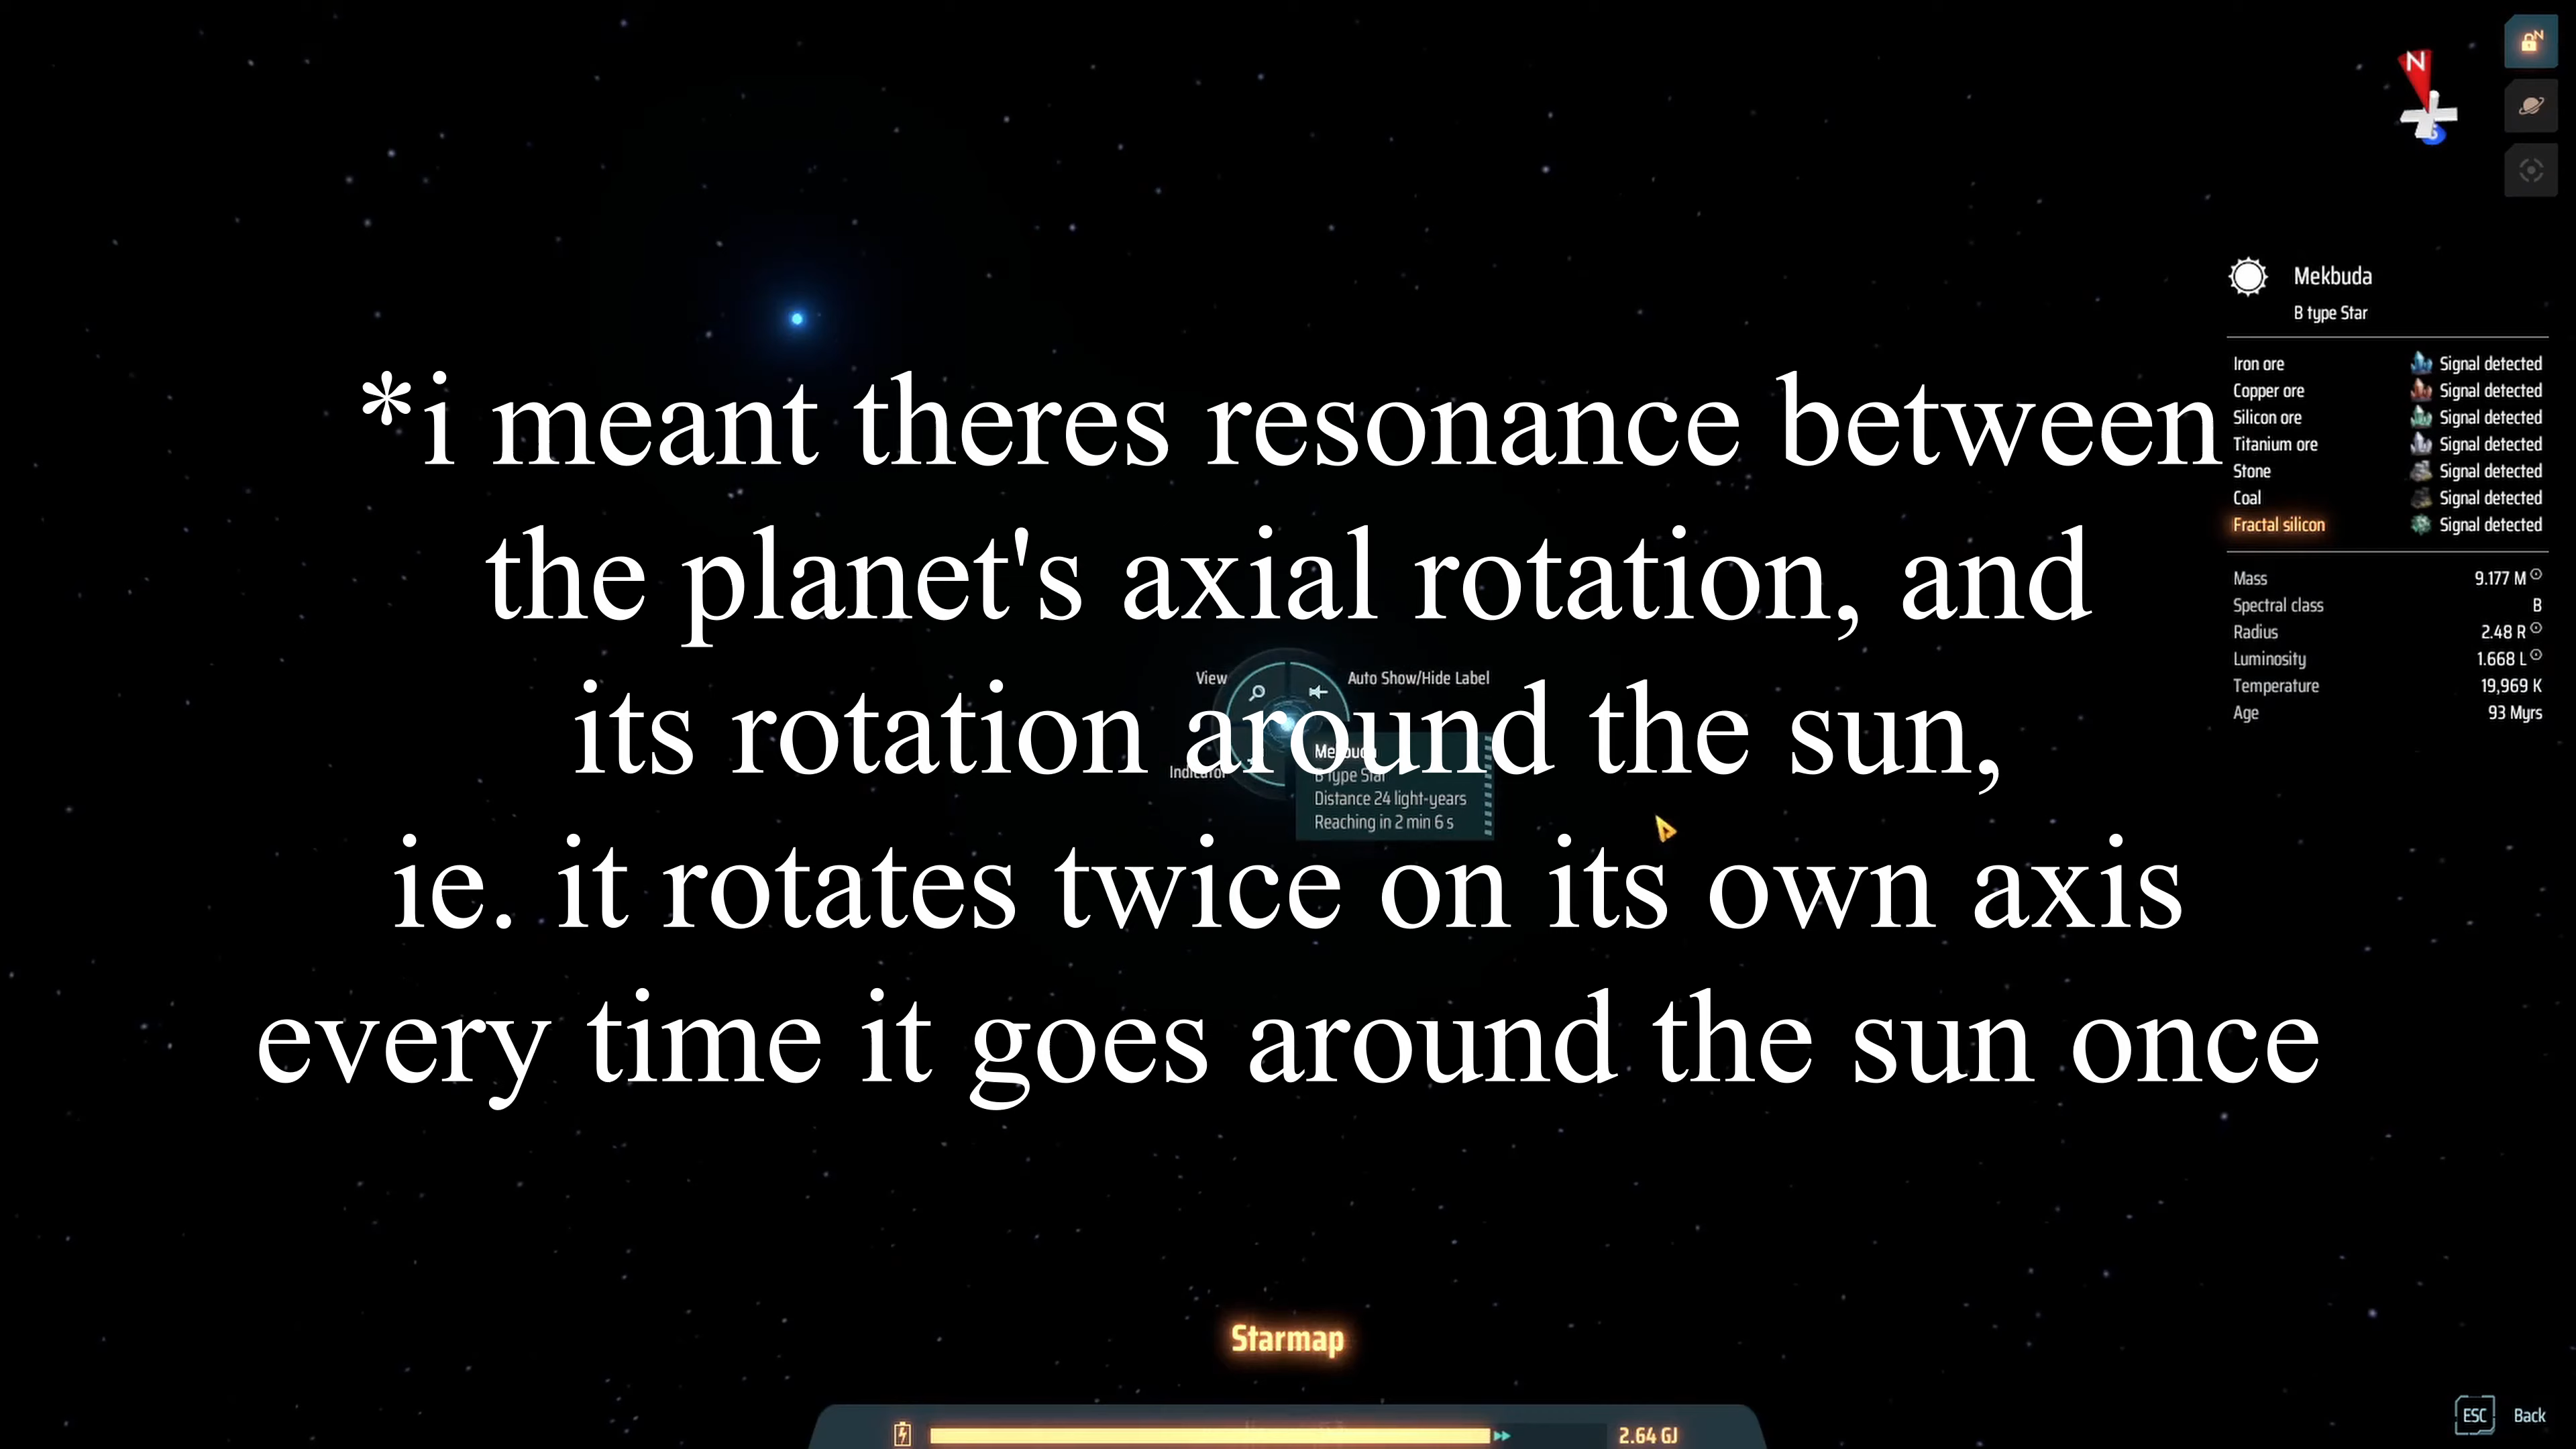 N
N
S
Mekbuda
B type Star
Iron ore Signal detected
Copper ore Signal detected
Silicon ore Signal detected
Titanium ore Signal detected
Stone Signal detected
Coal Signal detected
Fractal silicon Signal detected
Mass 9.177 M
Spectral class B
Radius 2.48 R
Luminosity 1.668 L
Temperature 19,969 K
Age 93 Myrs
*i meant theres resonance between
the planet's axial rotation, and
its rotation around the sun,
ie. it rotates twice on its own axis
every time it goes around the sun once
View
Auto Show/Hide Label
Indicator
Mekbuda
B type Star
Distance 24 light-years
Reaching in 2 min 6 s
Starmap
2.64 GJ
ESC Back